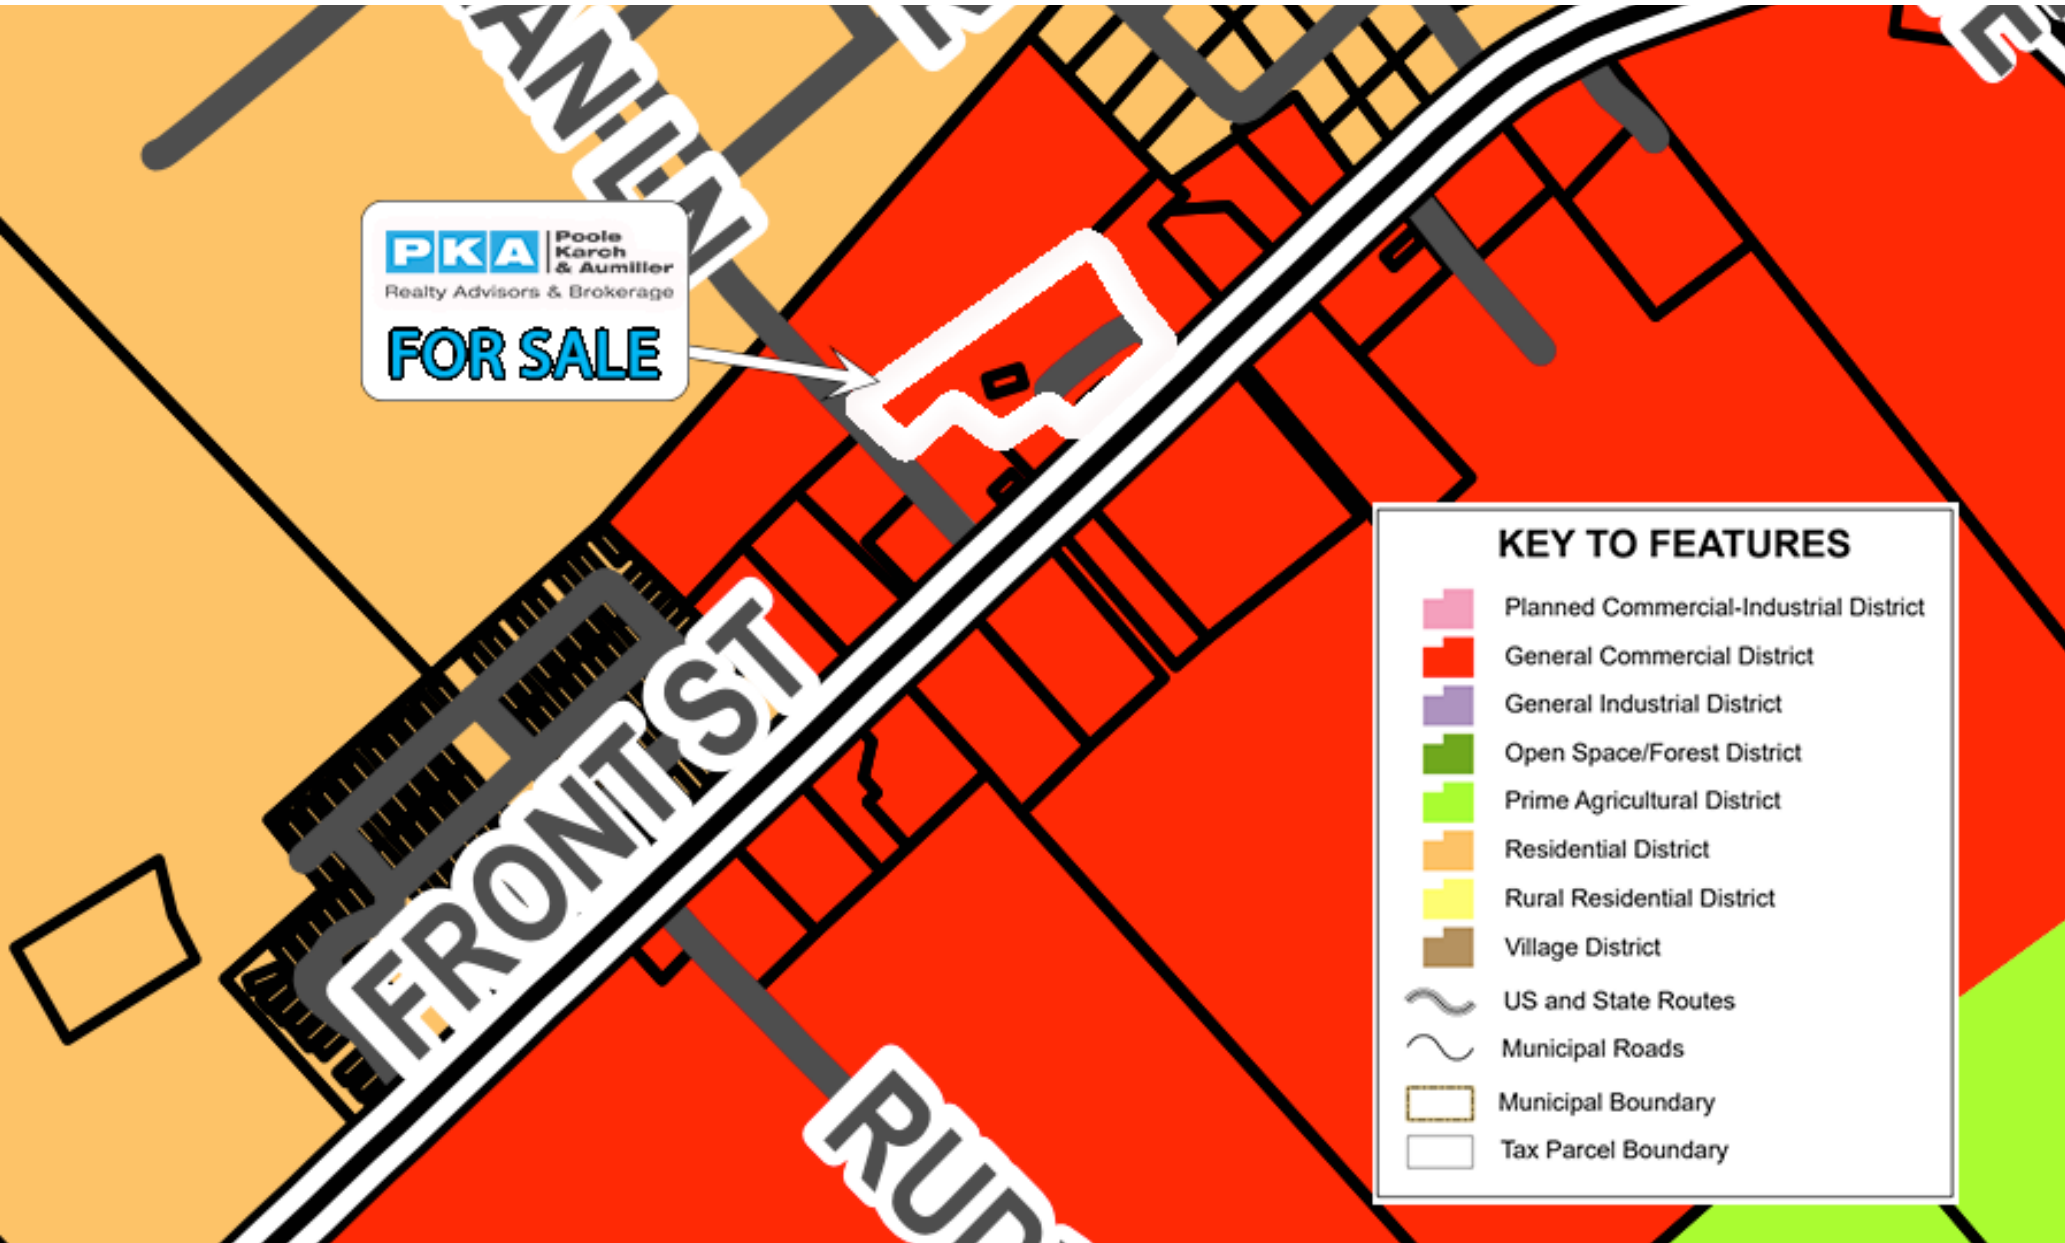 AN LN
PKA
Poole
Karch
& Aumiller
Realty Advisors & Brokerage
FOR SALE
FRONT ST
KEY TO FEATURES
Planned Commercial-Industrial District
General Commercial District
General Industrial District
Open Space/Forest District
Prime Agricultural District
Residential District
Rural Residential District
Village District
US and State Routes
Municipal Roads
Municipal Boundary
Tax Parcel Boundary